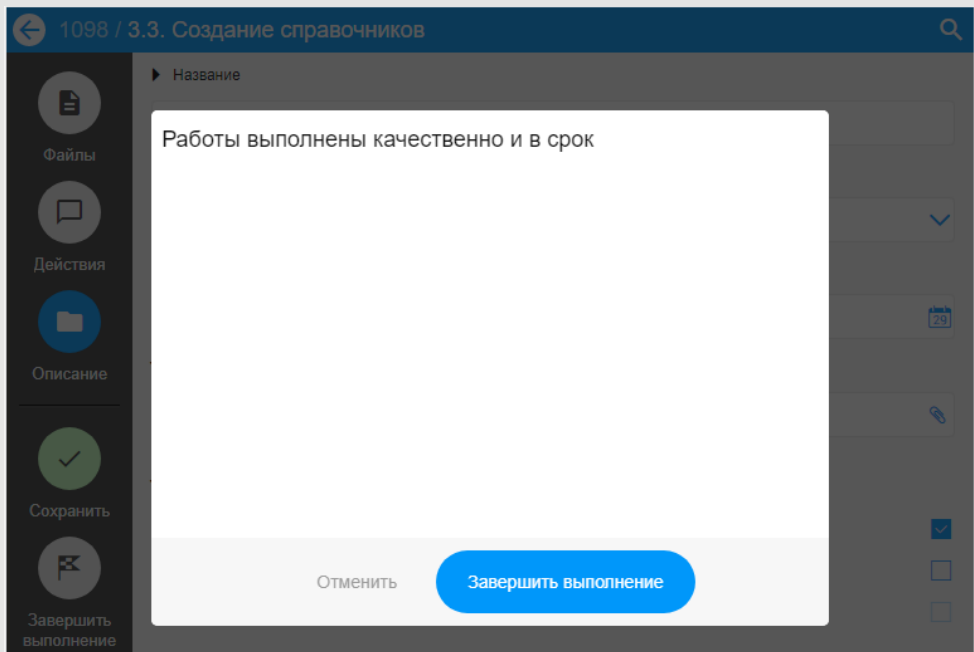 1098 / 3.3. Создание справочников
Название
Файлы
Действия
Описание
Сохранить
Завершить
выполнение
Работы выполнены качественно и в срок
29
Отменить
Завершить выполнение